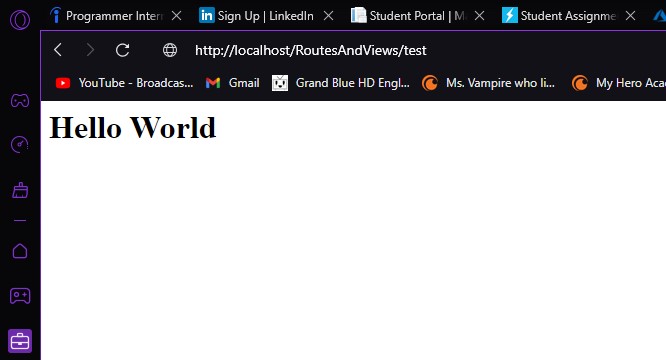 Programmer Inter
Sign Up | LinkedIn
Student Portal | M
Student Assignme
http://localhost/RoutesAndViews/test
YouTube - Broadcas...
Gmail
Grand Blue HD Engl...
Ms. Vampire who li...
My Hero Aca
Hello World